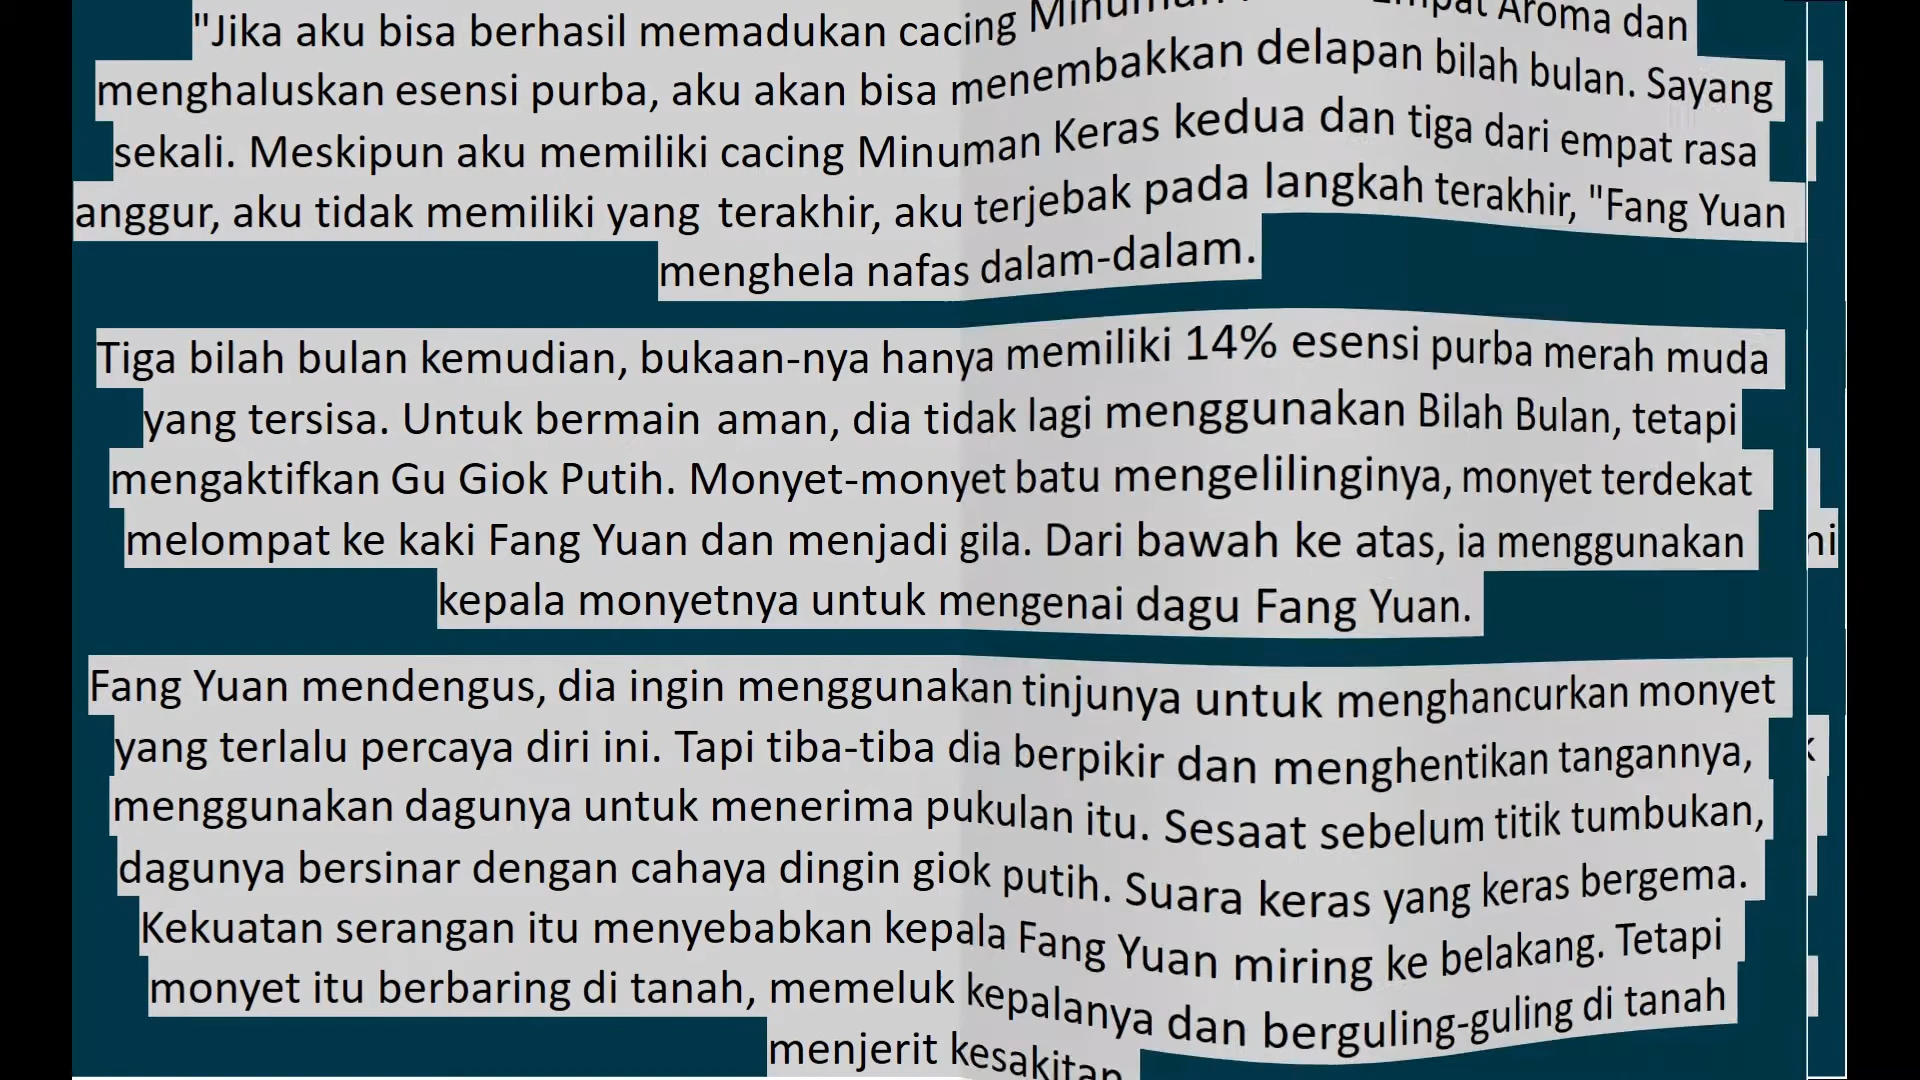 "Jika aku bisa berhasil memadukan cacing Minuman Aroma dan
menghaluskan esensi purba, aku akan bisa menembakkan delapan bilah bulan. Sayang
sekali. Meskipun aku memiliki cacing Minuman Keras kedua dan tiga dari empat rasa
anggur, aku tidak memiliki yang terakhir, aku terjebak pada langkah terakhir, "Fang Yuan
menghela nafas dalam-dalam.
Tiga bilah bulan kemudian, bukaan-nya hanya memiliki 14% esensi purba merah muda
yang tersisa. Untuk bermain aman, dia tidak lagi menggunakan Bilah Bulan, tetapi
mengaktifkan Gu Giok Putih. Monyet-monyet batu mengelilinginya, monyet terdekat
melompat ke kaki Fang Yuan dan menjadi gila. Dari bawah ke atas, ia menggunakan
kepala monyetnya untuk mengenai dagu Fang Yuan.
Fang Yuan mendengus, dia ingin menggunakan tinjunya untuk menghancurkan monyet
yang terlalu percaya diri ini. Tapi tiba-tiba dia berpikir dan menghentikan tangannya,
menggunakan dagunya untuk menerima pukulan itu. Sesaat sebelum titik tumbukan,
dagunya bersinar dengan cahaya dingin giok putih. Suara keras yang keras bergema.
Kekuatan serangan itu menyebabkan kepala Fang Yuan miring ke belakang. Tetapi
monyet itu berbaring di tanah, memeluk kepalanya dan berguling-guling di tanah
menjerit kesakitan